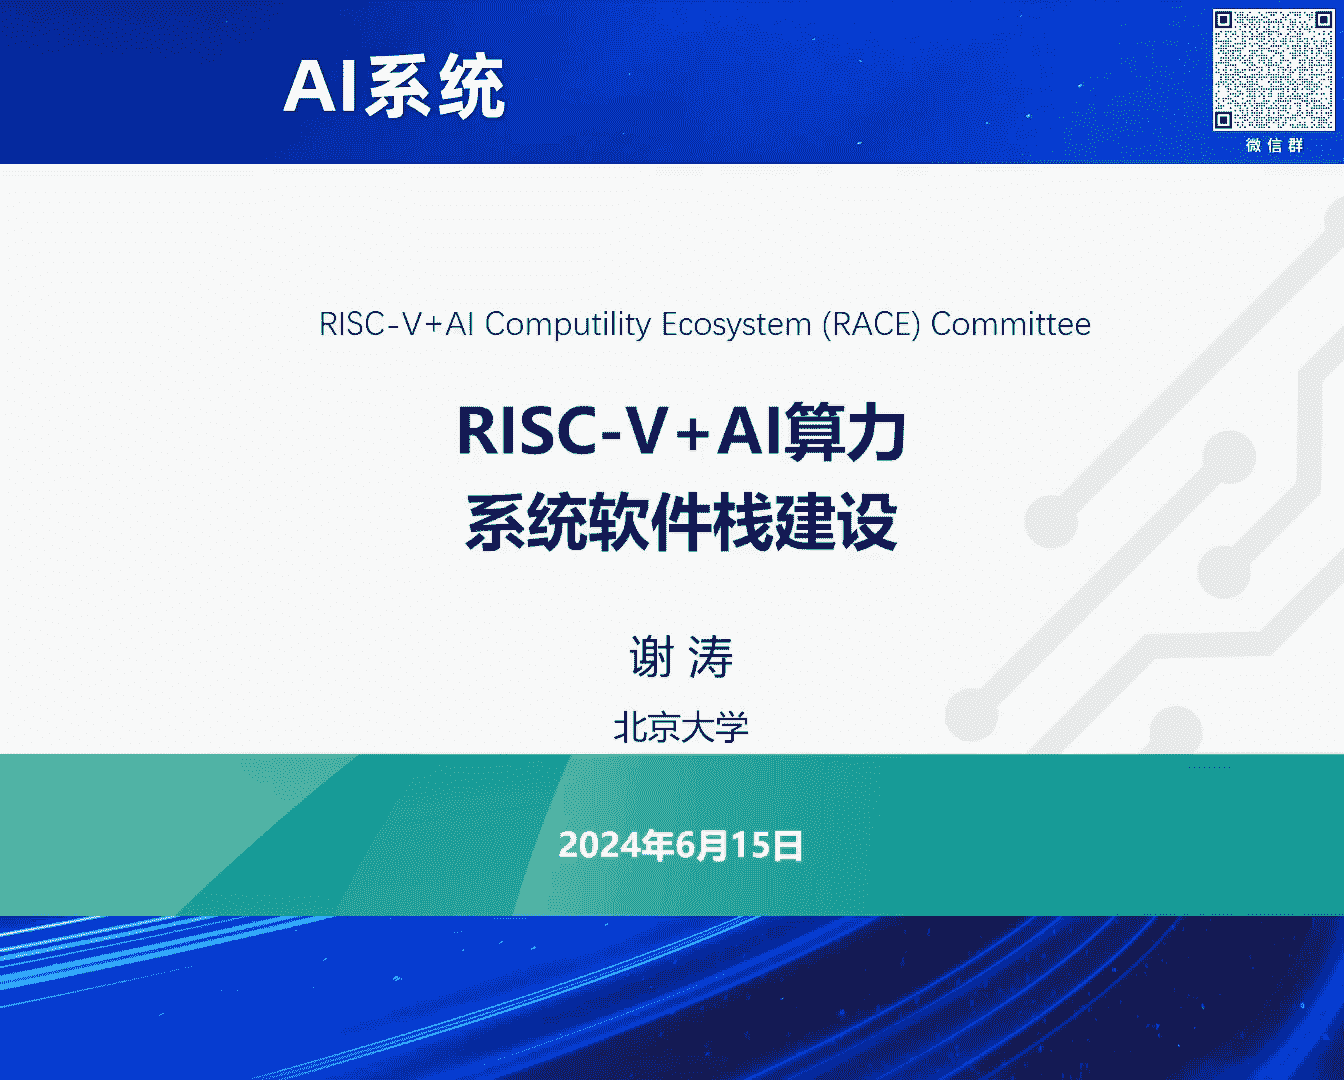 AI系统
微信群
RISC-V+AI Computility Ecosystem (RACE) Committee
RISC-V+AI算力
系统软件栈建设
谢 涛
北京大学
2024年6月15日